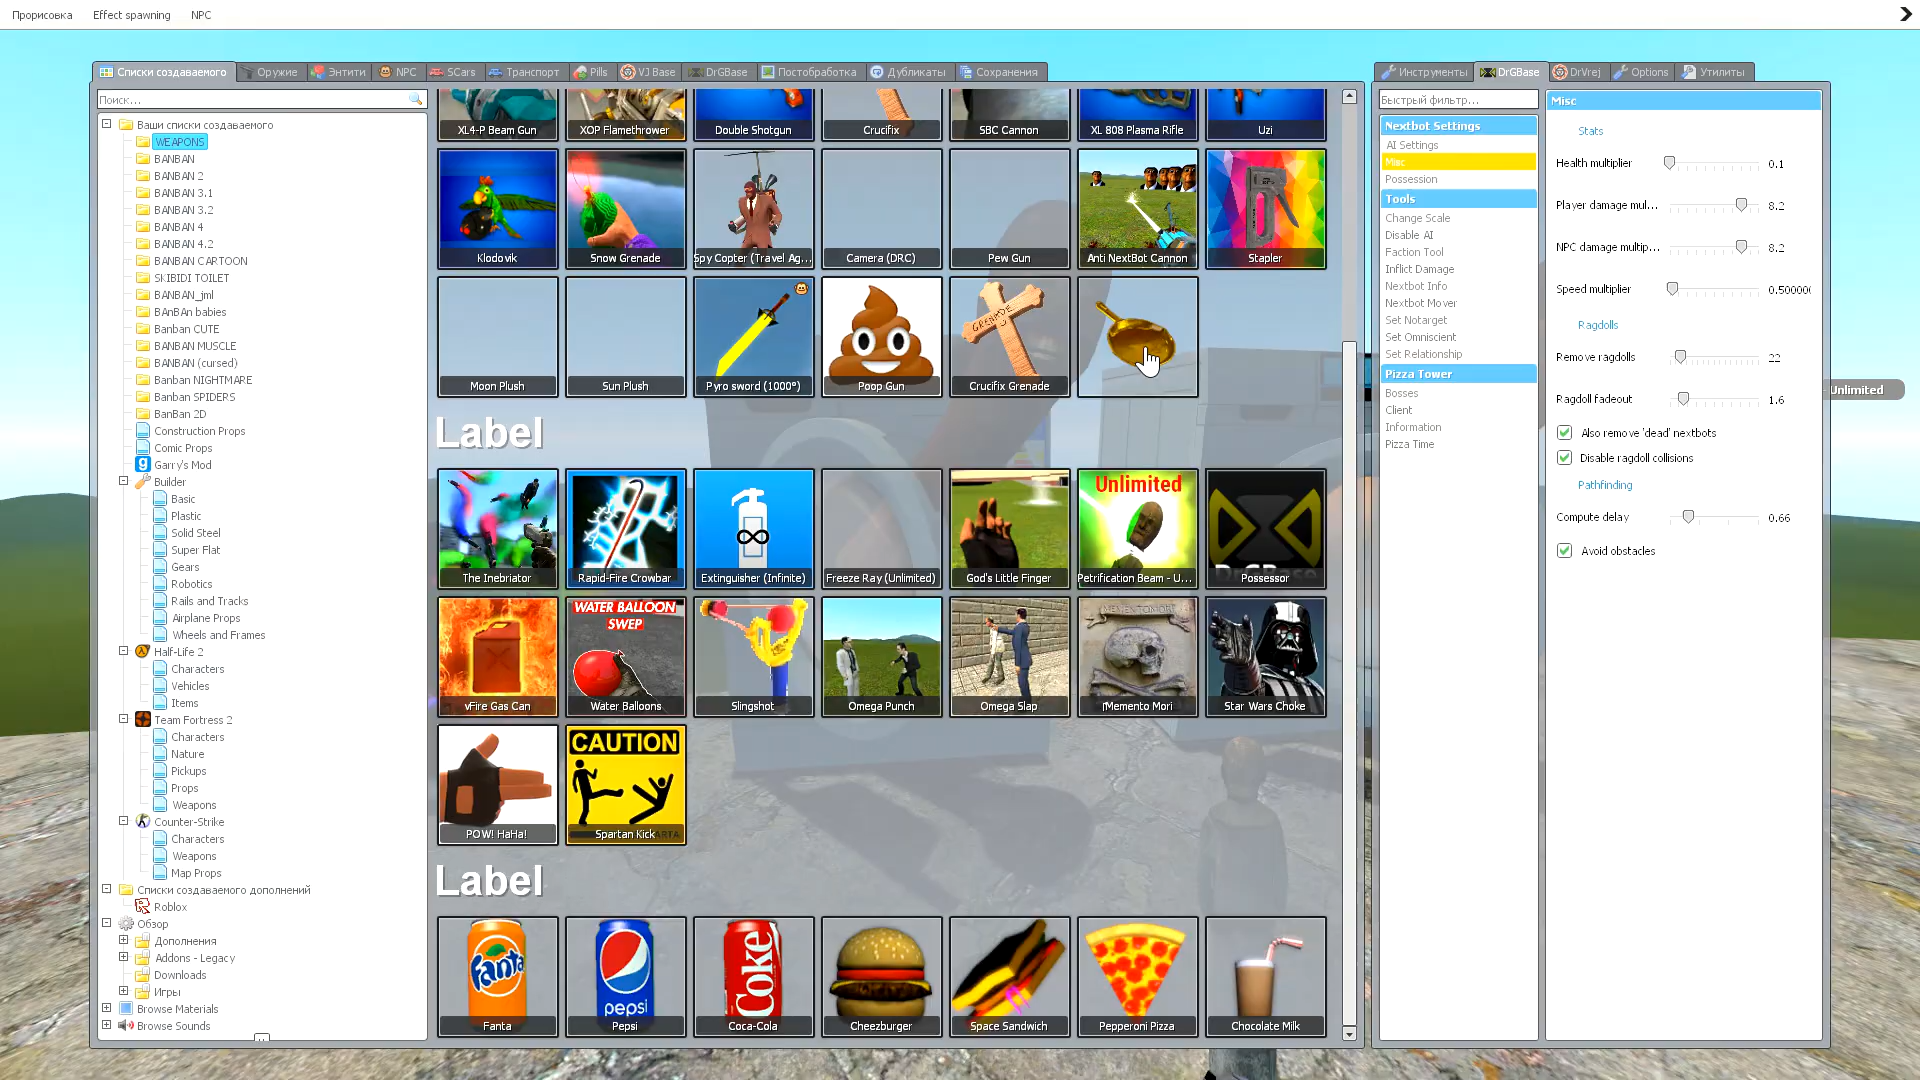 Прорисовка Effect spawning NPC
Списки создаваемого Оружие Энтити NPC SCars Транспорт Pills VJ Base DrGBase Постобработка Дубликаты Сохранения
Инструменты DrGBase DrVrej Options Утилиты
Поиск...
Ваши списки создаваемого
WEAPONS
BANBAN
BANBAN 2
BANBAN 3.1
BANBAN 3.2
BANBAN 4
BANBAN 4.2
BANBAN CARTOON
SKIBIDI TOILET
BANBAN_jml
BAnBAn babies
Banban CUTE
BANBAN MUSCLE
BANBAN (cursed)
Banban NIGHTMARE
Banban SPIDERS
BanBan 2D
Construction Props
Comic Props
Garry's Mod
Builder
Basic
Plastic
Solid Steel
Super Flat
Gears
Robotics
Rails and Tracks
Airplane Props
Wheels and Frames
Half-Life 2
Characters
Vehicles
Items
Team Fortress 2
Characters
Nature
Pickups
Props
Weapons
Counter-Strike
Characters
Weapons
Map Props
Списки создаваемого дополнений
Roblox
Обзор
Дополнения
Addons - Legacy
Downloads
Игры
Browse Materials
Browse Sounds
XL4-P Beam Gun XOP Flamethrower Double Shotgun Crucifix SBC Cannon XL 808 Plasma Rifle Uzi
Klodovik Snow Grenade Spy Copter (Travel Ag... Camera (DRC) Pew Gun Anti NextBot Cannon Stapler
GRENADE
Moon Plush Sun Plush Pyro sword (1000°) Poop Gun Crucifix Grenade
Label
Unlimited
DrGBase
The Inebriator Rapid-Fire Crowbar Extinguisher (Infinite) Freeze Ray (Unlimited) God's Little Finger Petrification Beam - U... Possessor
WATER BALLOON
SWEP
MEMENTO MORI
vFire Gas Can Water Balloons Slingshot Omega Punch Omega Slap Memento Mori Star Wars Choke
CAUTION
POW! HaHa! Spartan Kick
Label
Fanta
pepsi
Coke
Fanta Pepsi Coca-Cola Cheezburger Space Sandwich Pepperoni Pizza Chocolate Milk
Быстрый фильтр...
Nextbot Settings
AI Settings
Misc
Possession
Tools
Change Scale
Disable AI
Faction Tool
Inflict Damage
Nextbot Info
Nextbot Mover
Set Notarget
Set Omniscient
Set Relationship
Pizza Tower
Bosses
Client
Information
Pizza Time
Misc
Stats
Health multiplier 0.1
Player damage mul... 8.2
NPC damage multip... 8.2
Speed multiplier 0.50000
Ragdolls
Remove ragdolls 22
Ragdoll fadeout 1.6
Also remove 'dead' nextbots
Disable ragdoll collisions
Pathfinding
Compute delay 0.66
Avoid obstacles
Unlimited